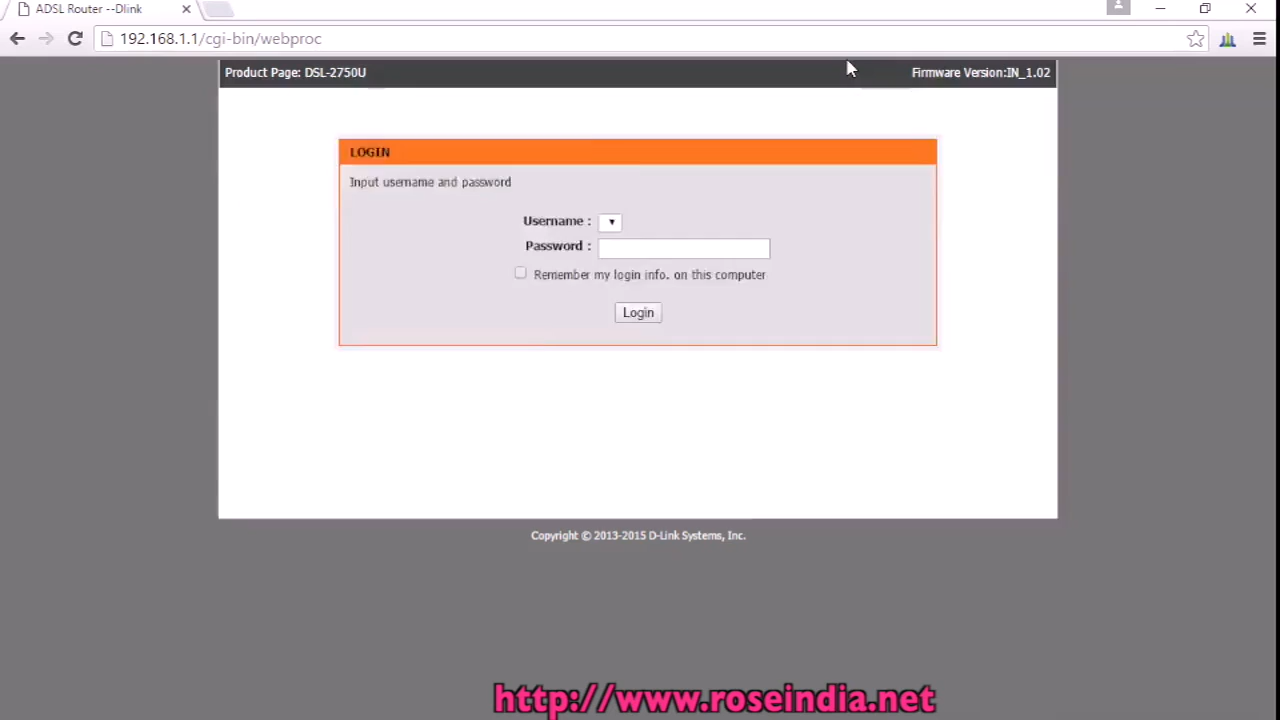 ADSL Router --Dlink
192.168.1.1/cgi-bin/webproc
Product Page: DSL-2750U
Firmware Version:IN_1.02
LOGIN
Input username and password
Username :
Password :
Remember my login info. on this computer
Login
Copyright © 2013-2015 D-Link Systems, Inc.
http://www.roseindia.net